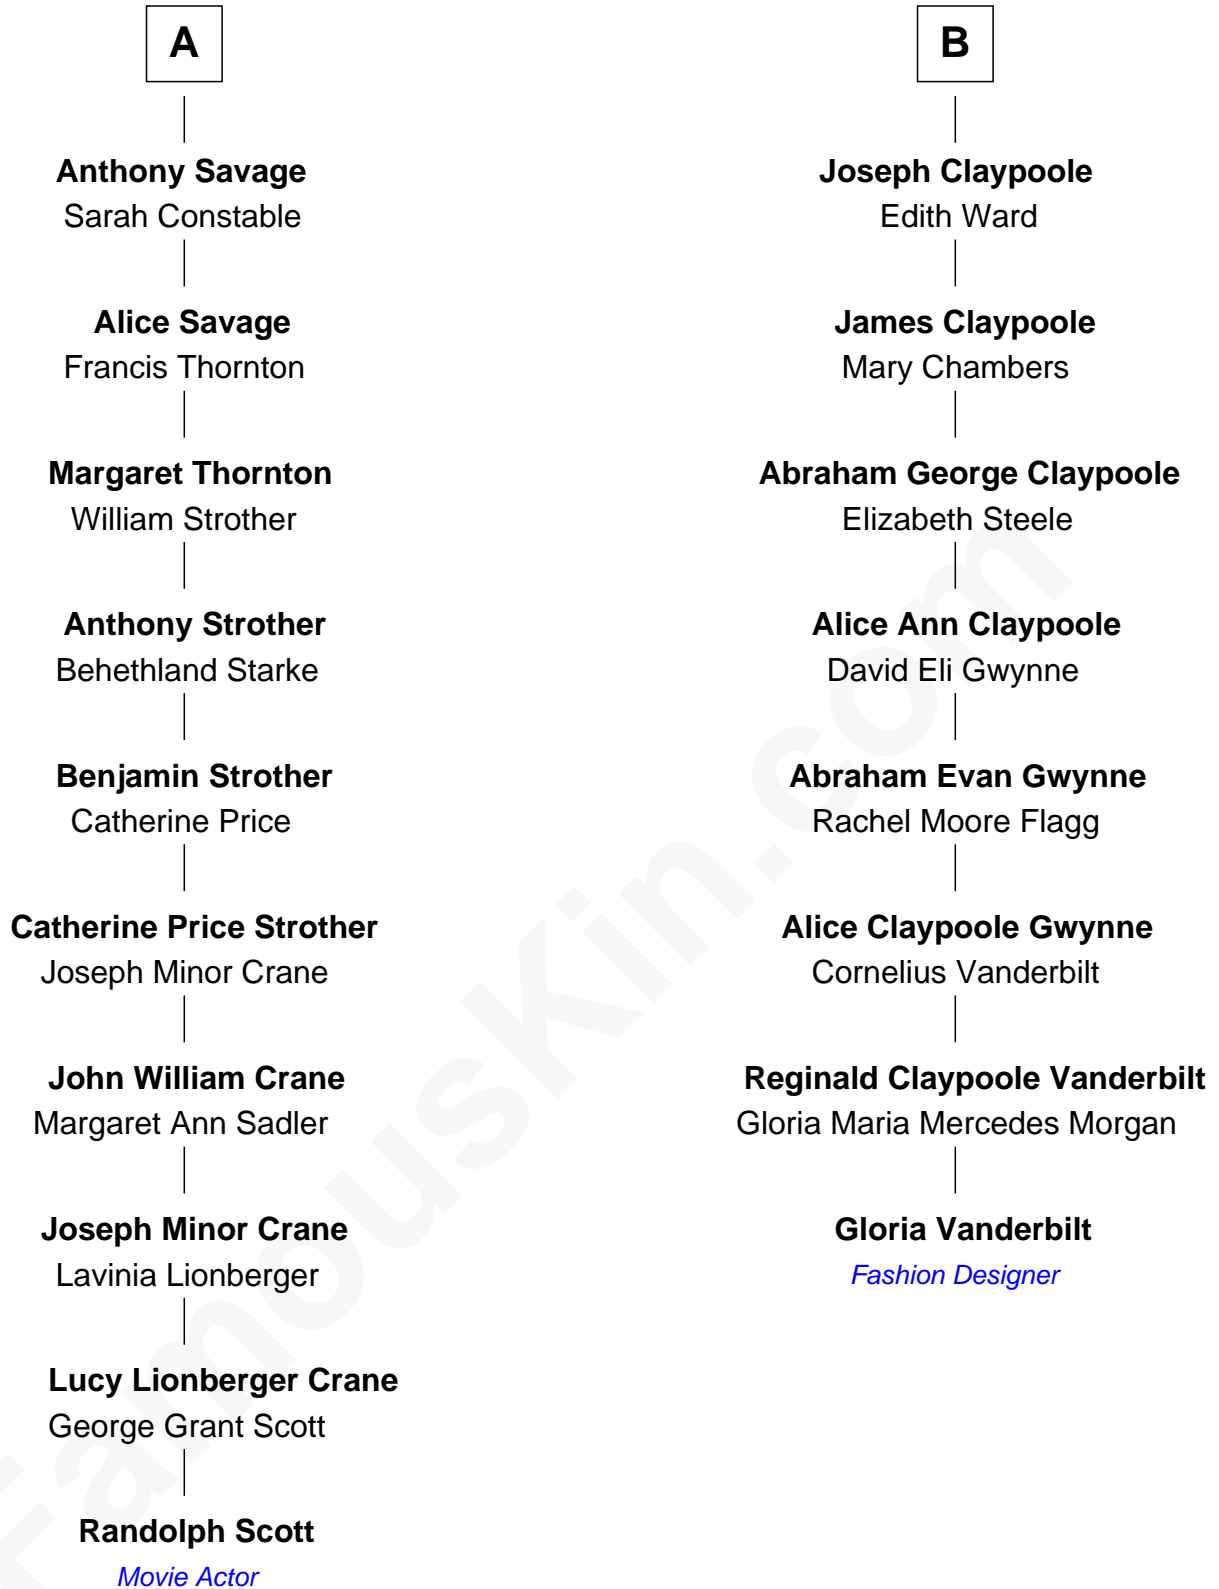 A
Anthony Savage
Sarah Constable
Alice Savage
Francis Thornton
Margaret Thornton
William Strother
Anthony Strother
Behethland Starke
Benjamin Strother
Catherine Price
Catherine Price Strother
Joseph Minor Crane
John William Crane
Margaret Ann Sadler
Joseph Minor Crane
Lavinia Lionberger
Lucy Lionberger Crane
George Grant Scott
Randolph Scott
Movie Actor
B
Joseph Claypoole
Edith Ward
James Claypoole
Mary Chambers
Abraham George Claypoole
Elizabeth Steele
Alice Ann Claypoole
David Eli Gwynne
Abraham Evan Gwynne
Rachel Moore Flagg
Alice Claypoole Gwynne
Cornelius Vanderbilt
Reginald Claypoole Vanderbilt
Gloria Maria Mercedes Morgan
Gloria Vanderbilt
Fashion Designer
FamousKin.com